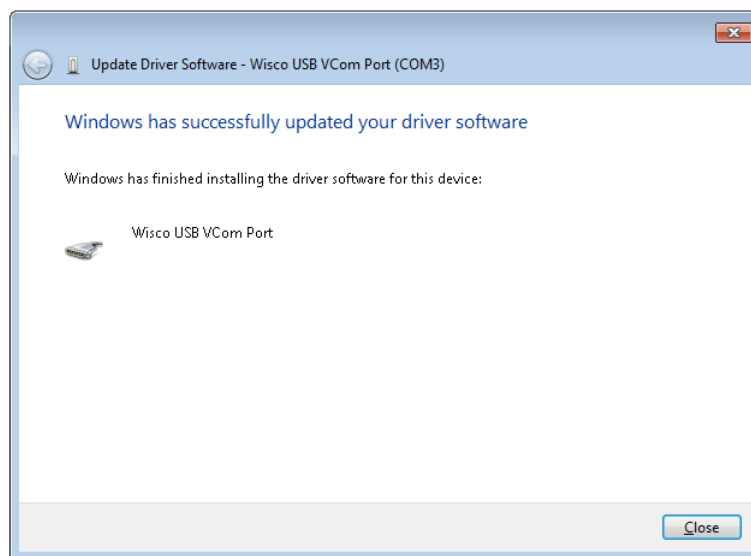 Update Driver Software - Wisco USB VCom Port (COM3)
Windows has successfully updated your driver software
Windows has finished installing the driver software for this device:
Wisco USB VCom Port
Close